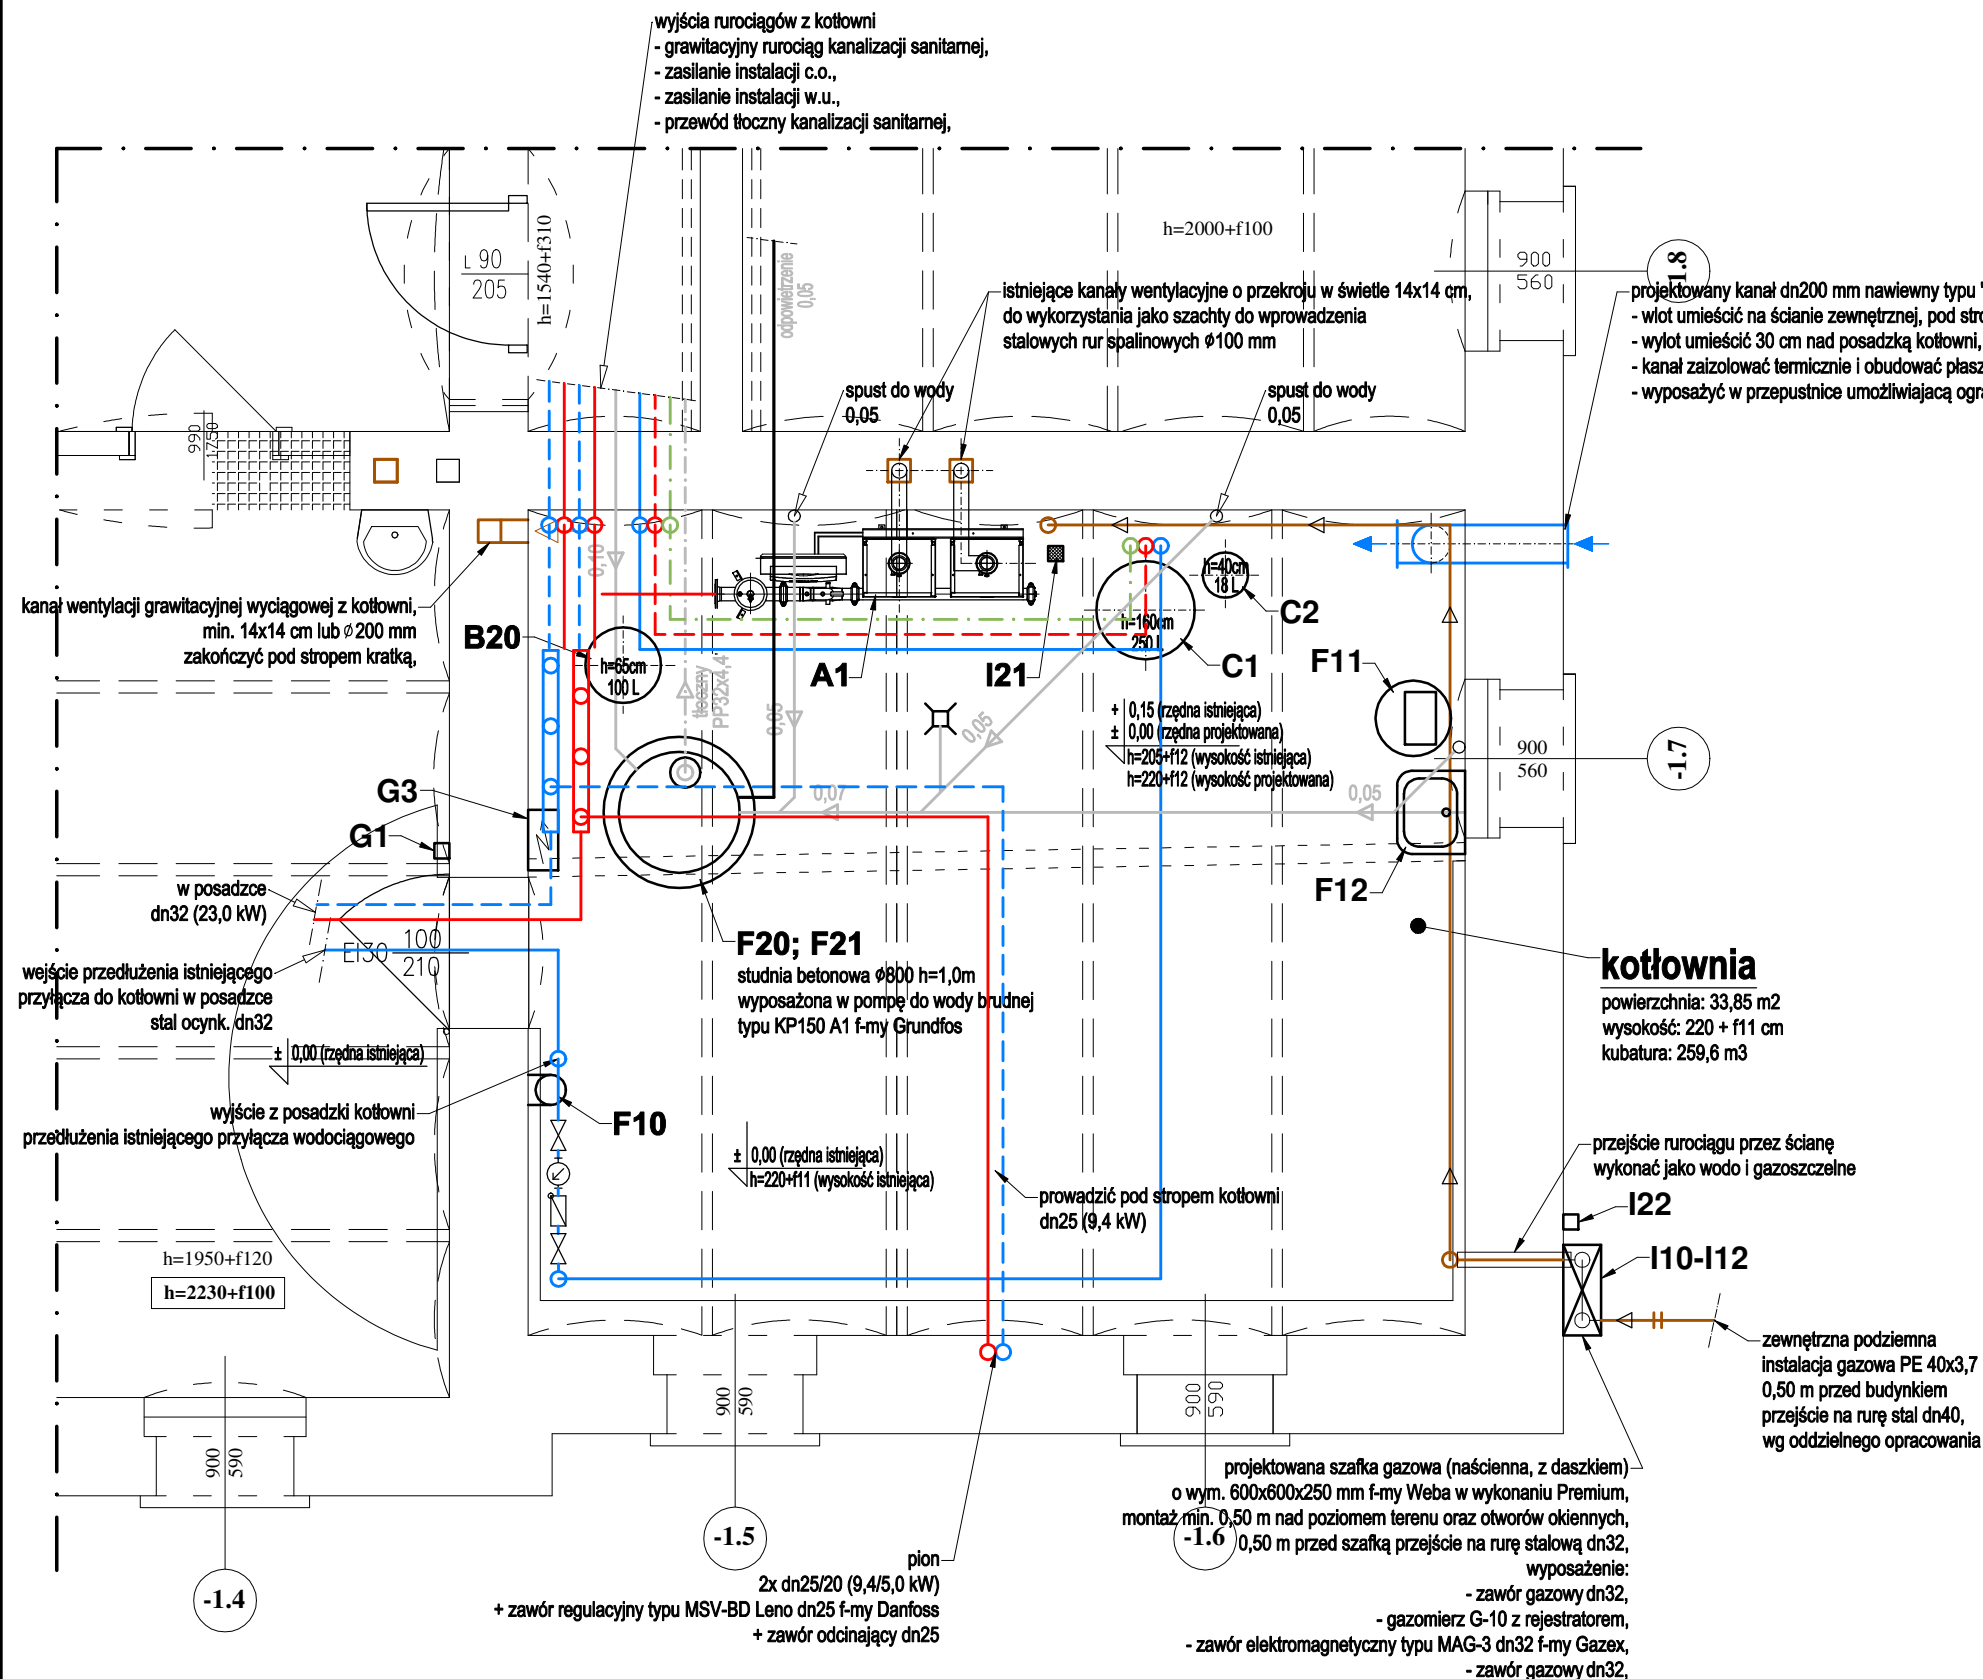 wyjścia rurociągów z kotłowni
- grawitacyjny rurociąg kanalizacji sanitarnej,
- zasilanie instalacji c.o.,
- zasilanie instalacji w.u.,
- przewód tłoczny kanalizacji sanitarnej,
L 90
205
h=1540+f310
odpowietrzenie
0,05
h=2000+f100
900
560
-1.8
istniejące kanały wentylacyjne o przekroju w świetle 14x14 cm,
do wykorzystania jako szachty do wprowadzenia
stalowych rur spalinowych ϕ100 mm
projektowany kanał dn200 mm nawiewny typu "
- wlot umieścić na ścianie zewnętrznej, pod
- wylot umieścić 30 cm nad posadzką kotłowni,
- kanał zaizolować termicznie i obudować
- wyposażyć w przepustnice umożliwiajacą
spust do wody
0,05
spust do wody
0,05
990
1750
0,10
kanał wentylacji grawitacyjnej wyciągowej z kotłowni,
min. 14x14 cm lub ϕ200 mm
zakończyć pod stropem kratką,
B20
h=65cm
100 L
tłoczny
PP32x4,4
0,05
A1
I21
h=40cm
18 L
C2
h=160cm
250 L
C1
F11
0,05
+ 0,15 (rzędna istniejąca)
± 0,00 (rzędna projektowana)
h=205+f12 (wysokość istniejąca)
h=220+f12 (wysokość projektowana)
900
560
-1.7
G3
G1
0,07
0,05
F12
w posadzce
dn32 (23,0 kW)
EI30
100
210
wejście przedłużenia istniejącego
przyłącza do kotłowni w posadzce
stal ocynk. dn32
F20; F21
studnia betonowa ϕ800 h=1,0m
wyposażona w pompę do wody brudnej
typu KP150 A1 f-my Grundfos
kotłownia
powierzchnia: 33,85 m2
wysokość: 220 + f11 cm
kubatura: 259,6 m3
± 0,00 (rzędna istniejąca)
wyjście z posadzki kotłowni
przedłużenia istniejącego przyłącza wodociągowego
F10
± 0,00 (rzędna istniejąca)
h=220+f11 (wysokość istniejąca)
prowadzić pod stropem kotłowni
dn25 (9,4 kW)
przejście rurociągu przez ścianę
wykonać jako wodo i gazoszczelne
I22
I10-I12
h=1950+f120
h=2230+f100
zewnętrzna podziemna
instalacja gazowa PE 40x3,7
0,50 m przed budynkiem
przejście na rurę stal dn40,
wg oddzielnego opracowania
900
590
900
590
900
590
-1.4
-1.5
-1.6
pion
2x dn25/20 (9,4/5,0 kW)
+ zawór regulacyjny typu MSV-BD Leno dn25 f-my Danfoss
+ zawór odcinający dn25
projektowana szafka gazowa (naścienna, z daszkiem)
o wym. 600x600x250 mm f-my Weba w wykonaniu Premium,
montaż min. 0,50 m nad poziomem terenu oraz otworów okiennych,
0,50 m przed szafką przejście na rurę stalową dn32,
wyposażenie:
- zawór gazowy dn32,
- gazomierz G-10 z rejestratorem,
- zawór elektromagnetyczny typu MAG-3 dn32 f-my Gazex,
- zawór gazowy dn32,